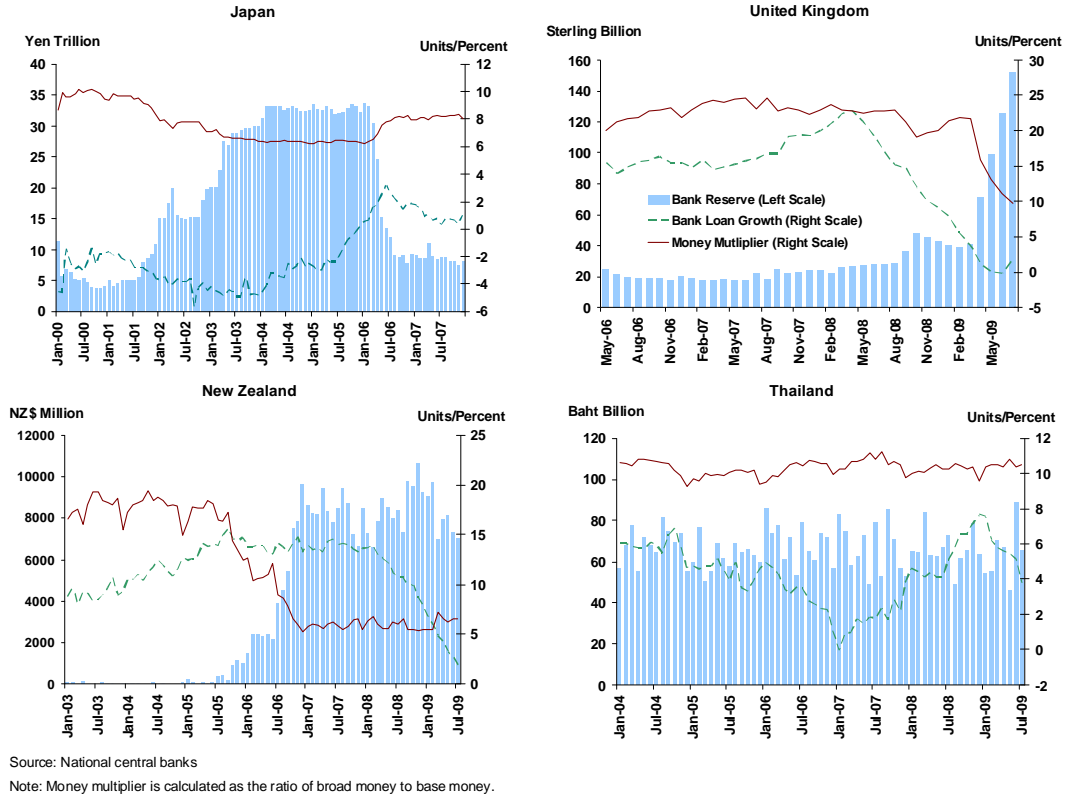 Japan
Yen Trillion
Units/Percent
40
35
30
25
20
15
10
5
0
12
10
8
6
4
2
0
-2
-4
-6
Jan-00
Jul-00
Jan-01
Jul-01
Jan-02
Jul-02
Jan-03
Jul-03
Jan-04
Jul-04
Jan-05
Jul-05
Jan-06
Jul-06
Jan-07
Jul-07
United Kingdom
Sterling Billion
Units/Percent
160
140
120
100
80
60
40
20
0
30
25
20
15
10
5
0
-5
Bank Reserve (Left Scale)
Bank Loan Growth (Right Scale)
Money Mutliplier (Right Scale)
May-06
Aug-06
Nov-06
Feb-07
May-07
Aug-07
Nov-07
Feb-08
May-08
Aug-08
Nov-08
Feb-09
May-09
New Zealand
NZ$ Million
Units/Percent
12000
10000
8000
6000
4000
2000
0
25
20
15
10
5
0
Jan-03
Jul-03
Jan-04
Jul-04
Jan-05
Jul-05
Jan-06
Jul-06
Jan-07
Jul-07
Jan-08
Jul-08
Jan-09
Jul-09
Thailand
Baht Billion
Units/Percent
120
100
80
60
40
20
0
12
10
8
6
4
2
0
-2
Jan-04
Jul-04
Jan-05
Jul-05
Jan-06
Jul-06
Jan-07
Jul-07
Jan-08
Jul-08
Jan-09
Jul-09
Source: National central banks
Note: Money multiplier is calculated as the ratio of broad money to base money.